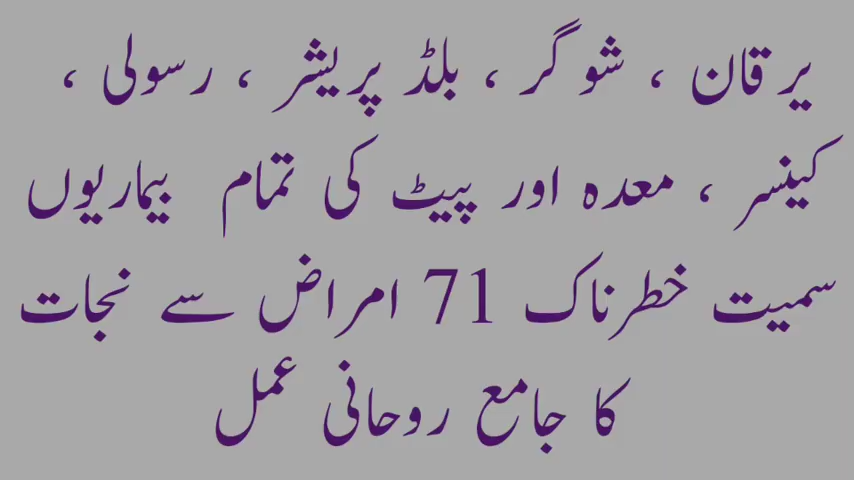 یرقان ، شوگر ، بلڈ پریشر ، رسولی ،
کینسر ، معدہ اور پیٹ کی تمام بیماریوں
سمیت خطرناک 71 امراض سے نجات
کا جامع روحانی عمل